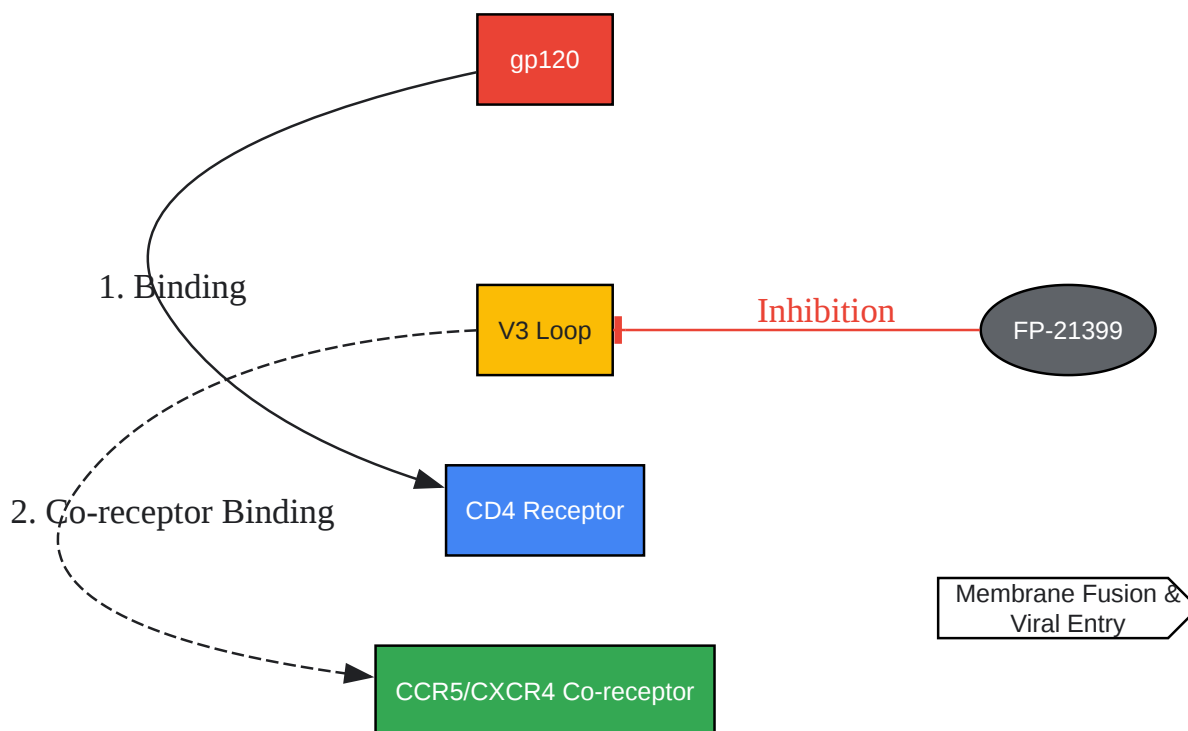 gp120
1. Binding
V3 Loop
Inhibition
FP-21399
2. Co-receptor Binding
CD4 Receptor
Membrane Fusion &
Viral Entry
CCR5/CXCR4 Co-receptor